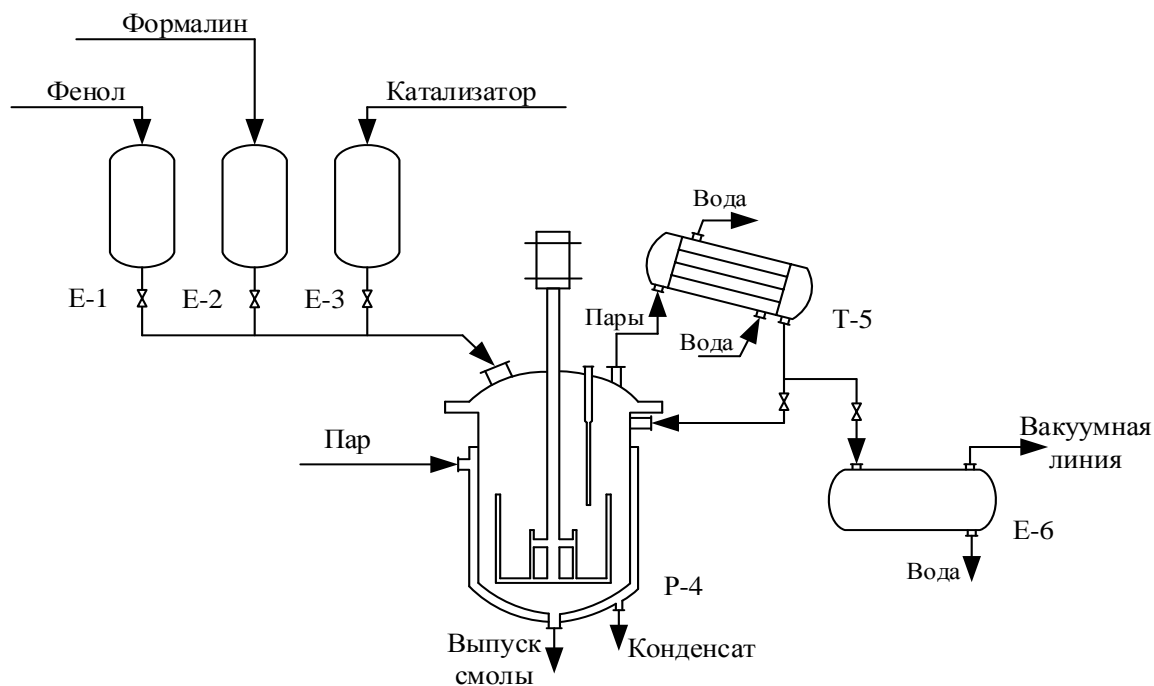 Формалин
Фенол
Катализатор
Вода
Е-1
Е-2
Е-3
Пары
Вода
Т-5
Пар
Вакуумная
линия
Е-6
Вода
Р-4
Выпуск
смолы
Конденсат